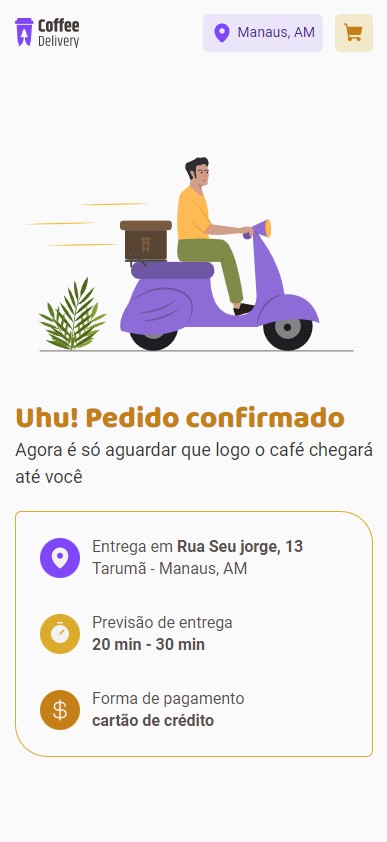 Coffee
Delivery
Manaus, AM
Uhu! Pedido confirmado
Agora é só aguardar que logo o café chegará
até você
Entrega em Rua Seu jorge, 13
Tarumã - Manaus, AM
Previsão de entrega
20 min - 30 min
Forma de pagamento
cartão de crédito